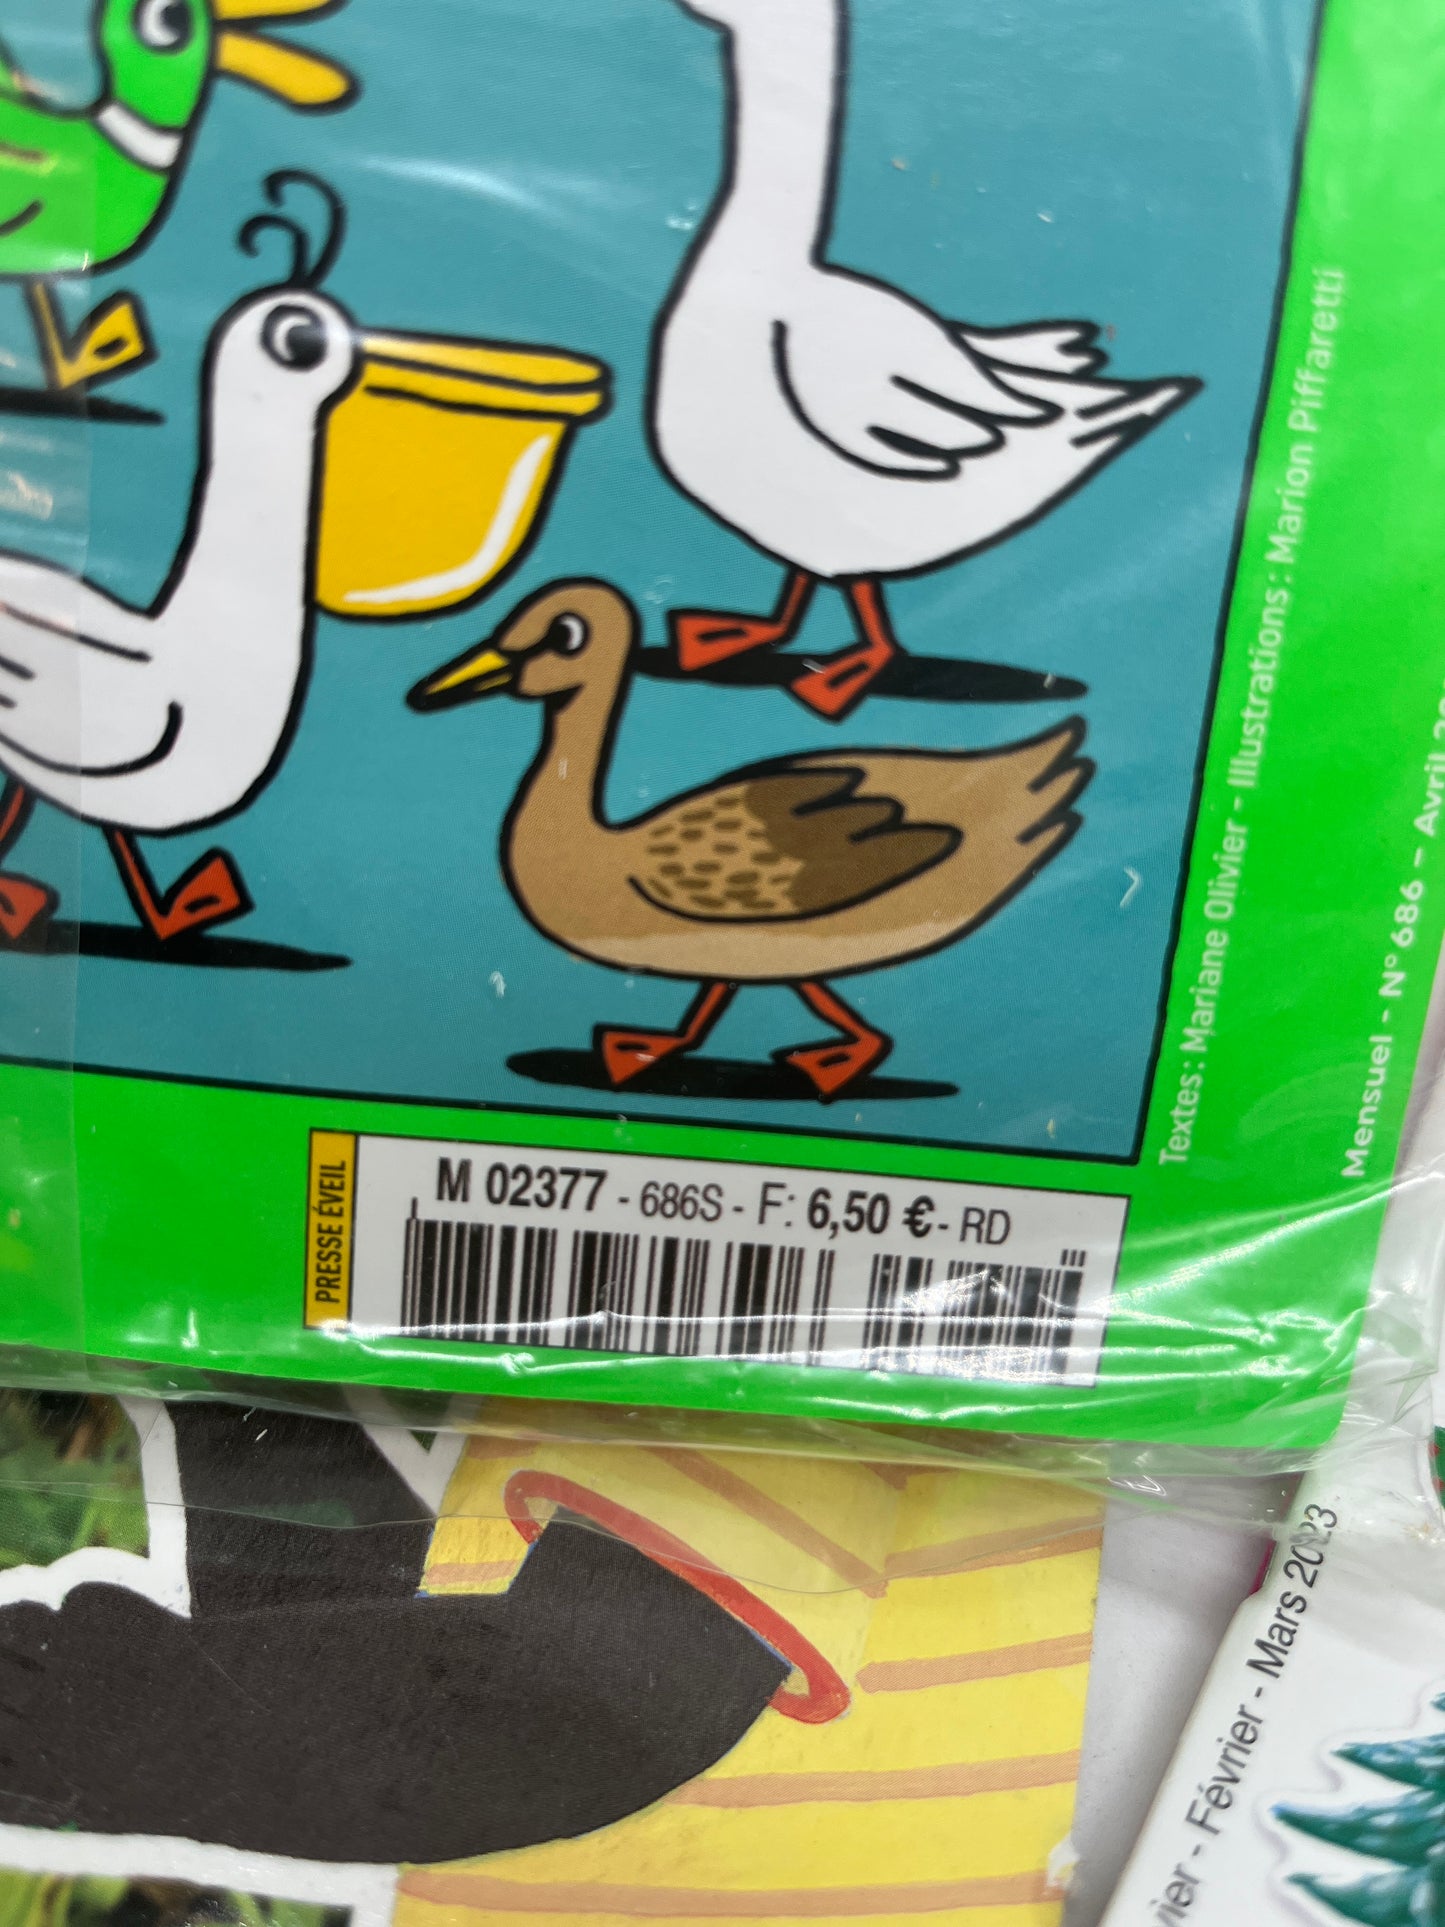 Textes : Mariane Olivier - Illustrations : Marion Piffaretti
Mensuel - N° 686 - Avril
PRESSE ÉVEIL
M 02377 - 686S - F: 6,50 € - RD
Février - Mars 2023